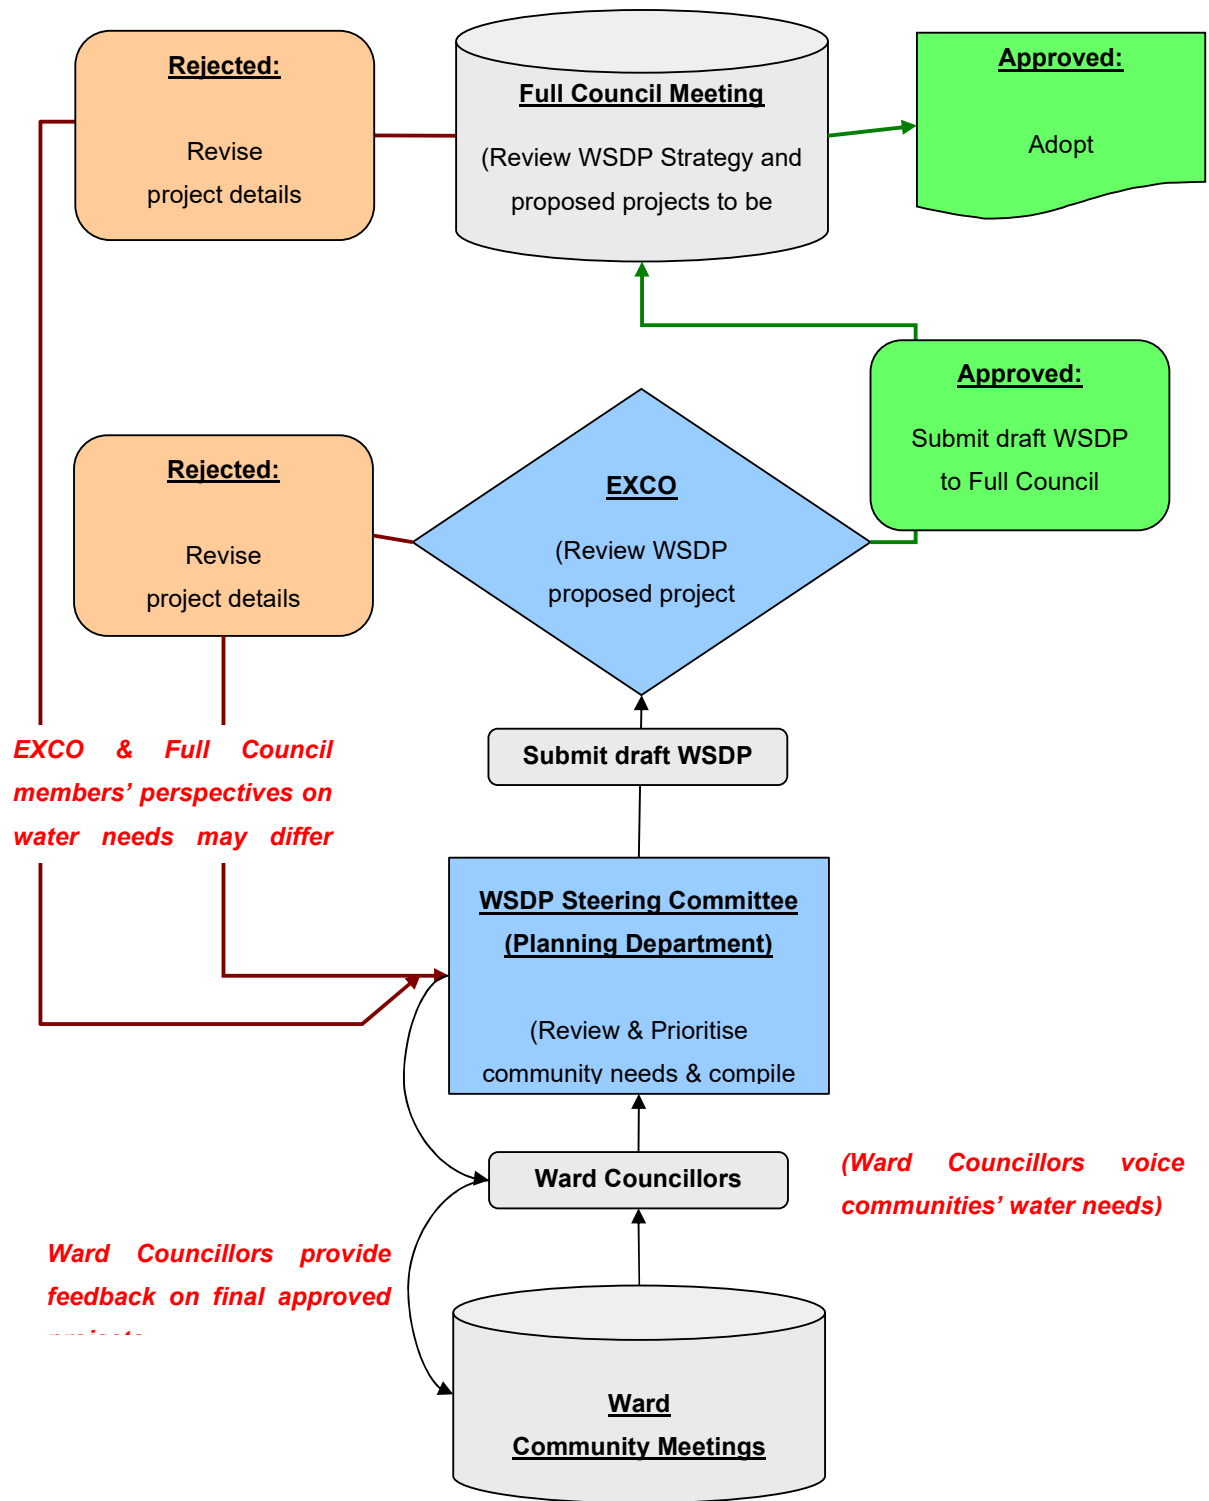 Rejected:
Revise
project details
Full Council Meeting
(Review WSDP Strategy and
proposed projects to be
Approved:
Adopt
Approved:
Submit draft WSDP
to Full Council
Rejected:
Revise
project details
EXCO
(Review WSDP
proposed project
EXCO & Full Council
members’ perspectives on
water needs may differ
Submit draft WSDP
WSDP Steering Committee
(Planning Department)
(Review & Prioritise
community needs & compile
Ward Councillors
(Ward Councillors voice
communities’ water needs)
Ward Councillors provide
feedback on final approved
projects
Ward
Community Meetings